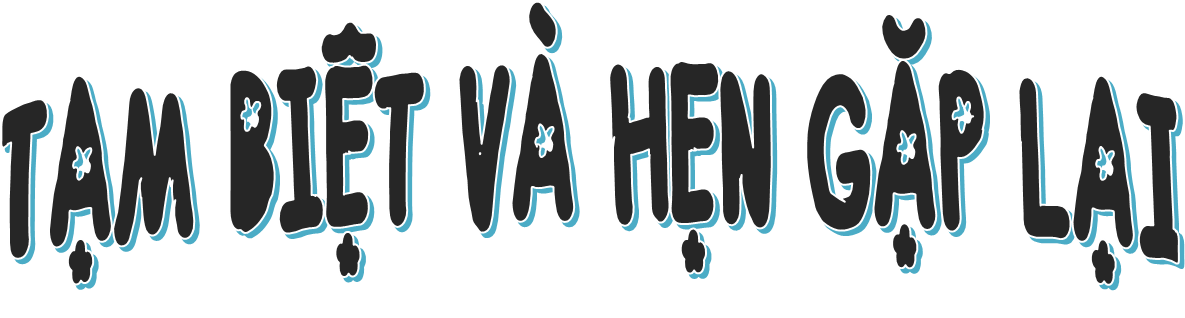 TẠM BIỆT VÀ HẸN GẶP LẠI